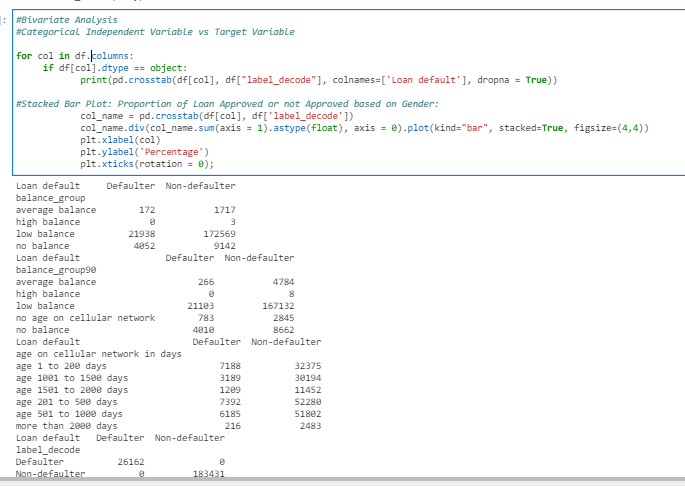 ]: #Bivariate Analysis
#Categorical Independent Variable vs Target Variable
for col in df.columns:
if df[col].dtype == object:
print(pd.crosstab(df[col], df["label_decode"], colnames=['Loan default'], dropna = True))
#Stacked Bar Plot: Proportion of Loan Approved or not Approved based on Gender:
col_name = pd.crosstab(df[col], df['label_decode'])
col_name.div(col_name.sum(axis = 1).astype(float), axis = 0).plot(kind="bar", stacked=True, figsize=(4,4))
plt.xlabel(col)
plt.ylabel('Percentage')
plt.xticks(rotation = 0);
Loan default Defaulter Non-defaulter
balance_group
average balance 172 1717
high balance 0 3
low balance 21938 172569
no balance 4052 9142
Loan default Defaulter Non-defaulter
balance_group90
average balance 266 4784
high balance 0 8
low balance 21103 167132
no age on cellular network 783 2845
no balance 4010 8662
Loan default Defaulter Non-defaulter
age on cellular network in days
age 1 to 200 days 7188 32375
age 1001 to 1500 days 3189 30194
age 1501 to 2000 days 1209 11452
age 201 to 500 days 7392 52280
age 501 to 1000 days 6185 51802
more than 2000 days 216 2483
Loan default Defaulter Non-defaulter
label_decode
Defaulter 26162 0
Non-defaulter 0 183431